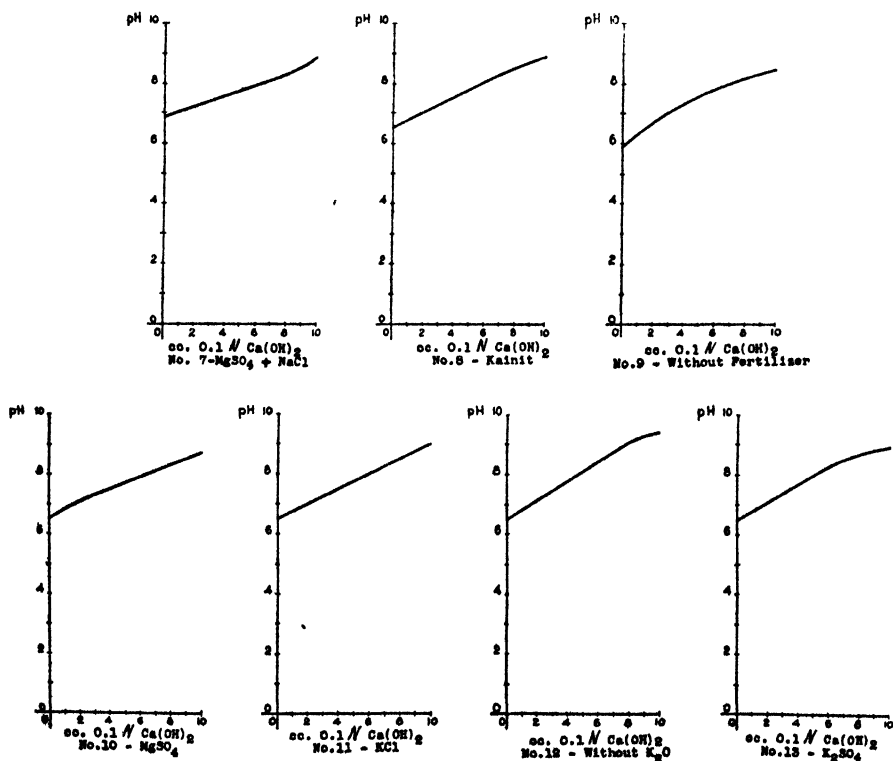 pH 10
8
6
4
2
0
0 2 4 6 8 10
cc. 0.1 N Ca(OH)2
No. 7-MgSO4 + NaCl
pH 10
8
6
4
2
0
0 2 4 6 8 10
cc. 0.1 N Ca(OH)2
No.8 - Kainit
pH 10
8
6
4
2
0
0 2 4 6 8 10
cc. 0.1 N Ca(OH)2
No.9 - Without Fertilizer
pH 10
8
6
4
2
0
2 4 6 8 10
cc. 0.1 N Ca(OH)2
No.10 - MgSO4
pH 10
8
6
4
2
0
0 2 4 6 8 10
cc. 0.1 N Ca(OH)2
No.11 - KCl
pH 10
8
6
4
2
0
0 2 4 6 8 10
cc. 0.1 N Ca(OH)2
No.12 - Without K2O
pH 10
8
6
4
2
0
0 2 4 6 8 10
cc. 0.1 N Ca(OH)2
No.13 - K2SO4